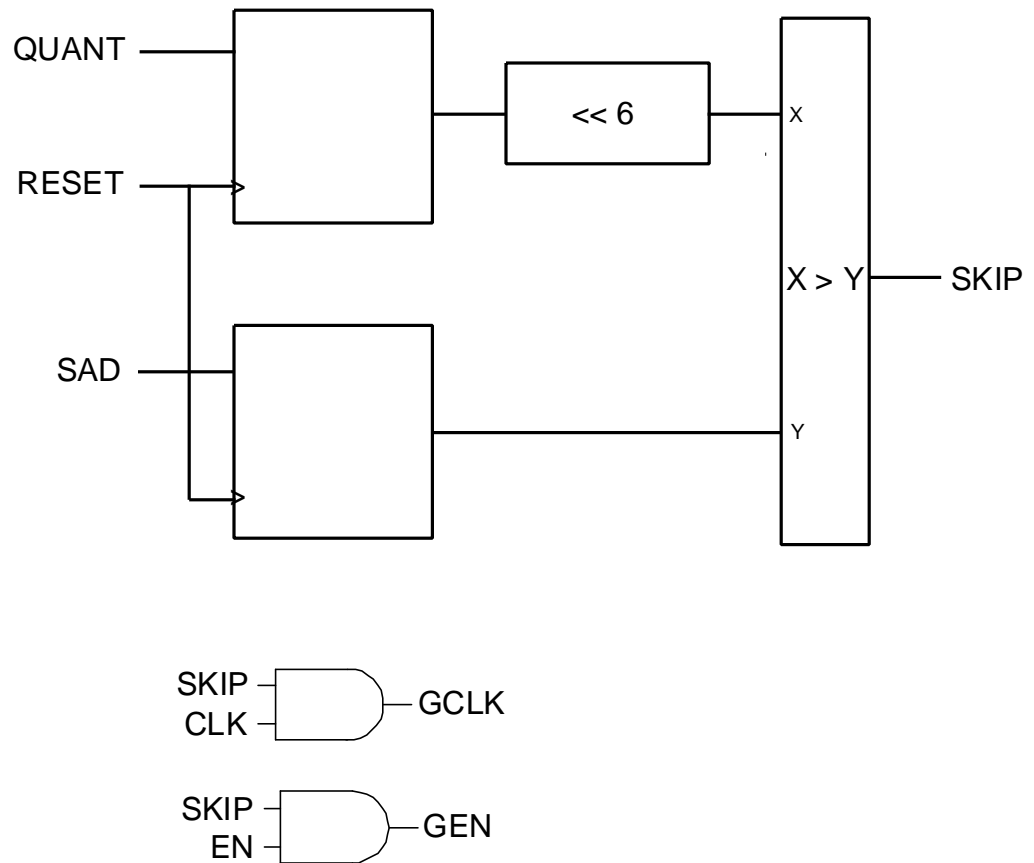 QUANT
<< 6
X
RESET
X > Y
SKIP
SAD
Y
SKIP
CLK
GCLK
SKIP
EN
GEN